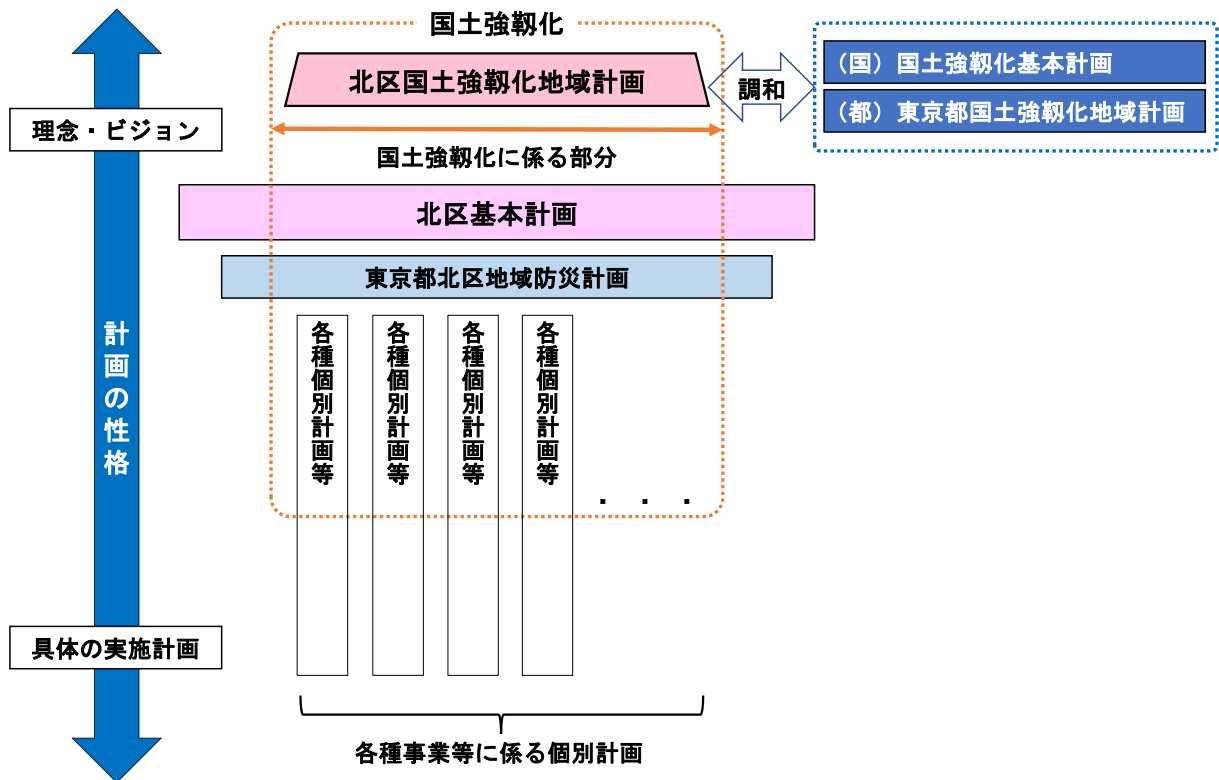 国土強靱化
北区国土強靱化地域計画
調和
（国）国土強靱化基本計画
（都）東京都国土強靱化地域計画
理念・ビジョン
国土強靱化に係る部分
北区基本計画
東京都北区地域防災計画
計画の性格
各種個別計画等
各種個別計画等
各種個別計画等
各種個別計画等
・・・
具体の実施計画
各種事業等に係る個別計画